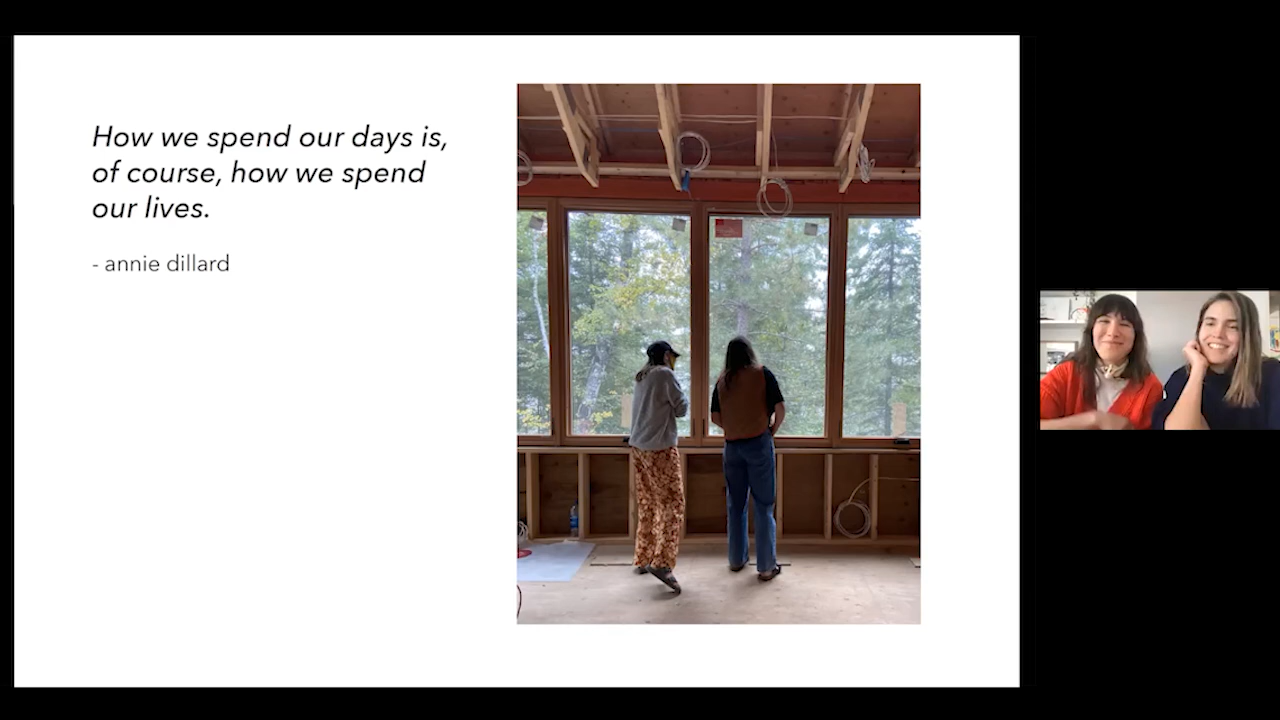 How we spend our days is,
of course, how we spend
our lives.
- annie dillard